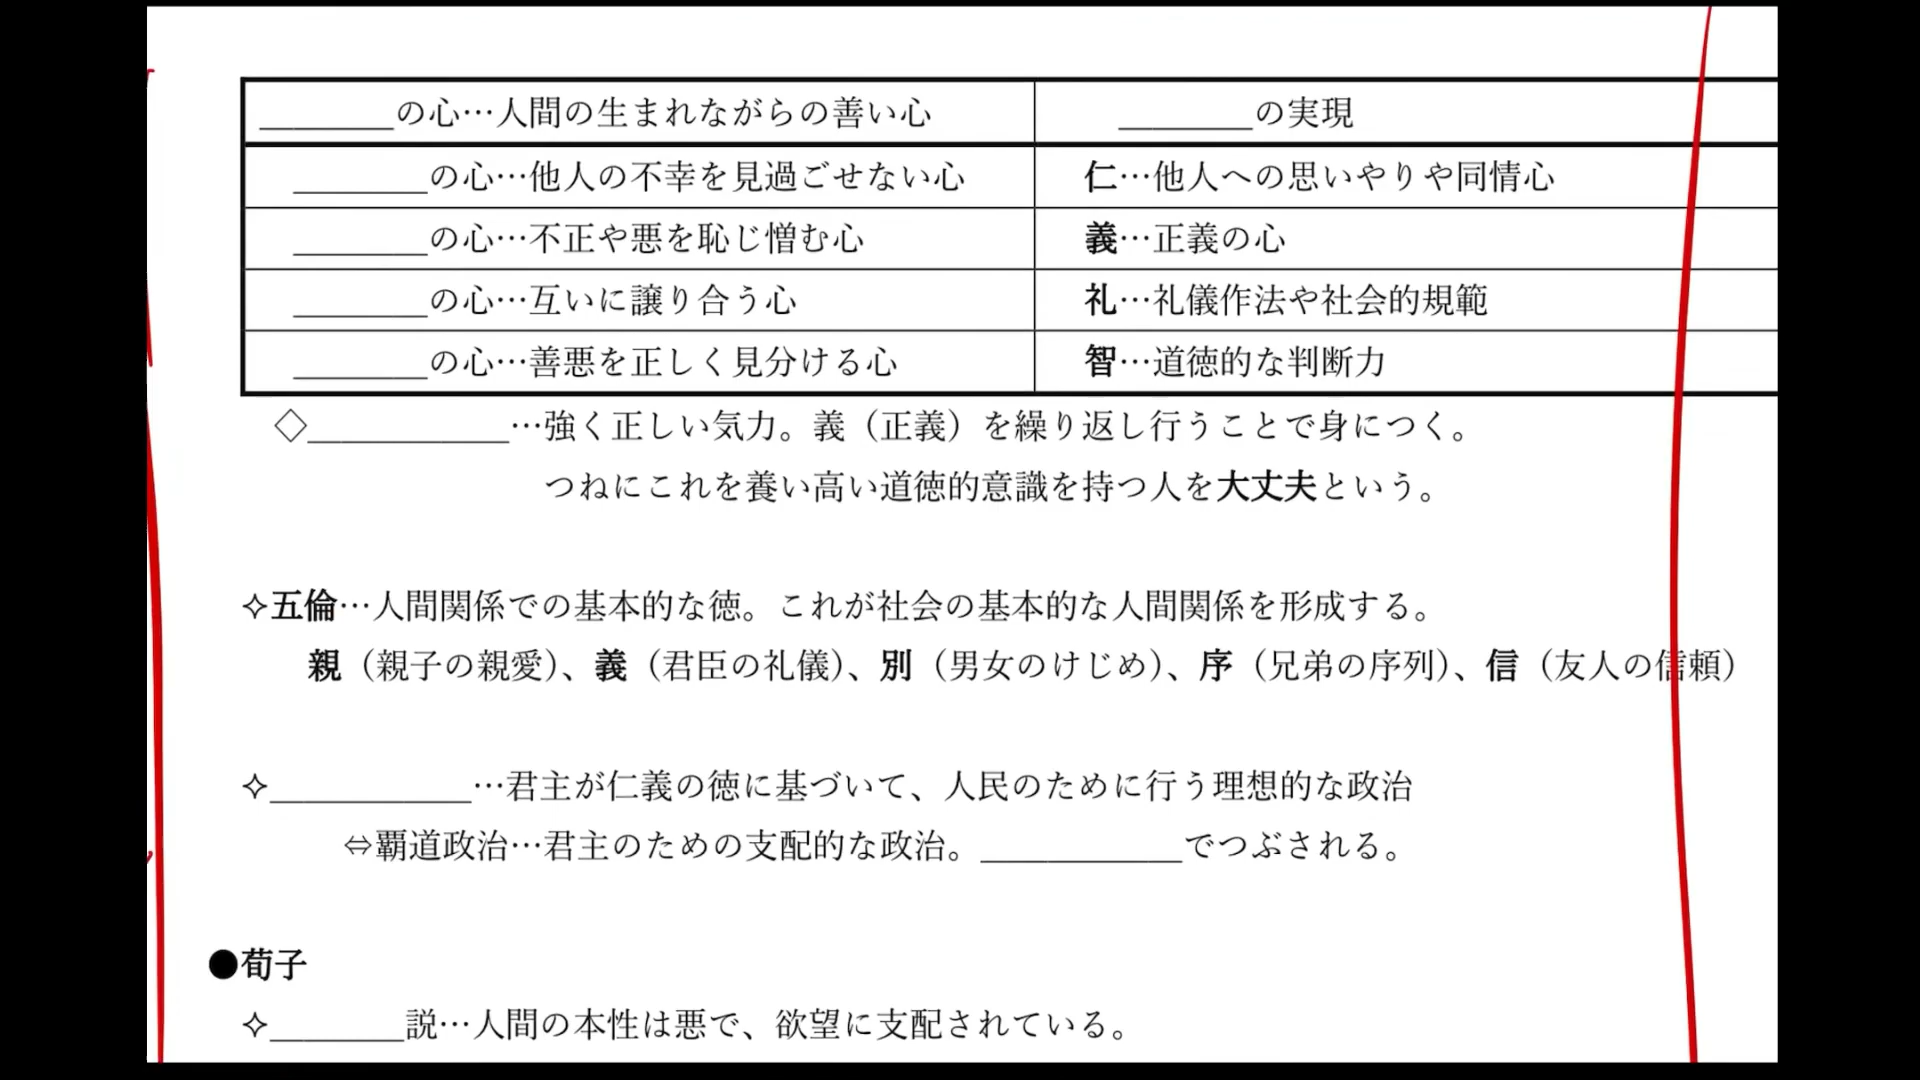 ________の心…人間の生まれながらの善い心　________の実現
________の心…他人の不幸を見過ごせない心　仁…他人への思いやりや同情心
________の心…不正や悪を恥じ憎む心　義…正義の心
________の心…互いに譲り合う心　礼…礼儀作法や社会的規範
________の心…善悪を正しく見分ける心　智…道徳的な判断力
◇____________…強く正しい気力。義（正義）を繰り返し行うことで身につく。
つねにこれを養い高い道徳的意識を持つ人を大丈夫という。
✧五倫…人間関係での基本的な徳。これが社会の基本的な人間関係を形成する。
親（親子の親愛）、義（君臣の礼儀）、別（男女のけじめ）、序（兄弟の序列）、信（友人の信頼）
✧____________…君主が仁義の徳に基づいて、人民のために行う理想的な政治
⇔覇道政治…君主のための支配的な政治。____________でつぶされる。
●荀子
✧________説…人間の本性は悪で、欲望に支配されている。